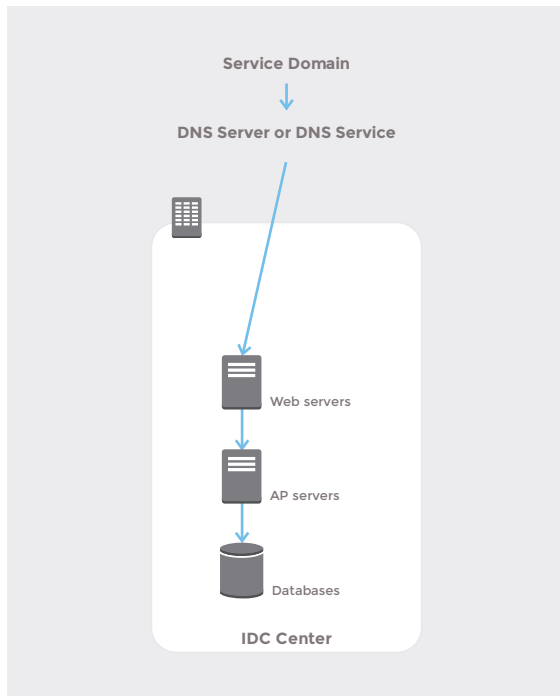 Service Domain
DNS Server or DNS Service
Web servers
AP servers
Databases
IDC Center